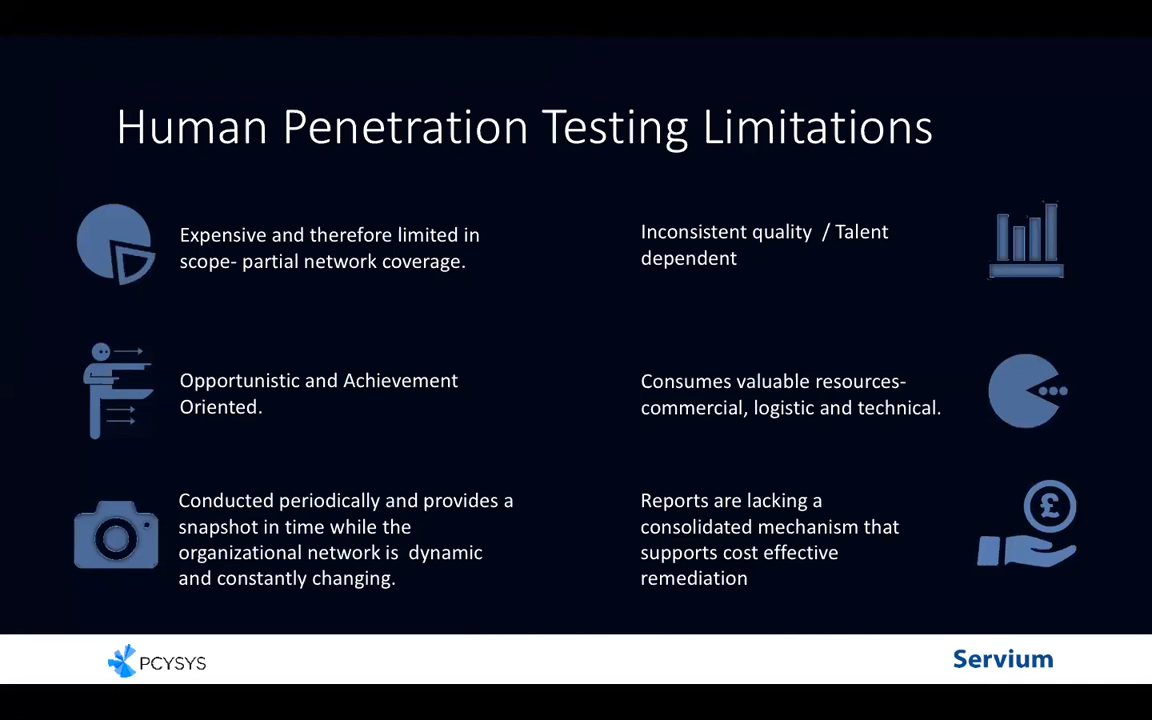 Human Penetration Testing Limitations
Expensive and therefore limited in
scope- partial network coverage.
Inconsistent quality / Talent
dependent
Opportunistic and Achievement
Oriented.
Consumes valuable resources-
commercial, logistic and technical.
Conducted periodically and provides a
snapshot in time while the
organizational network is dynamic
and constantly changing.
Reports are lacking a
consolidated mechanism that
supports cost effective
remediation
£
PCYSYS
Servium